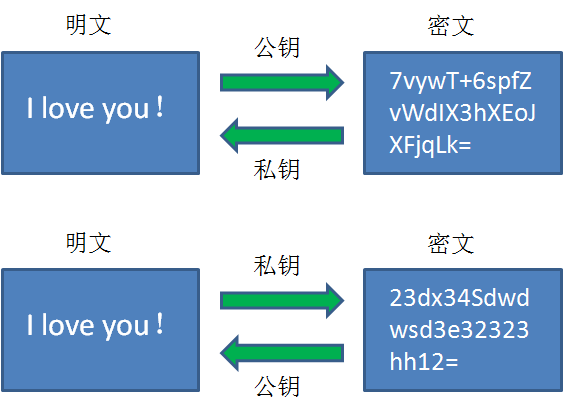 明文
公钥
密文
I love you！
7vywT+6spfZ
vWdIX3hXEoJ
XFjqLk=
私钥
明文
私钥
密文
I love you！
23dx34Sdwd
wsd3e32323
hh12=
公钥